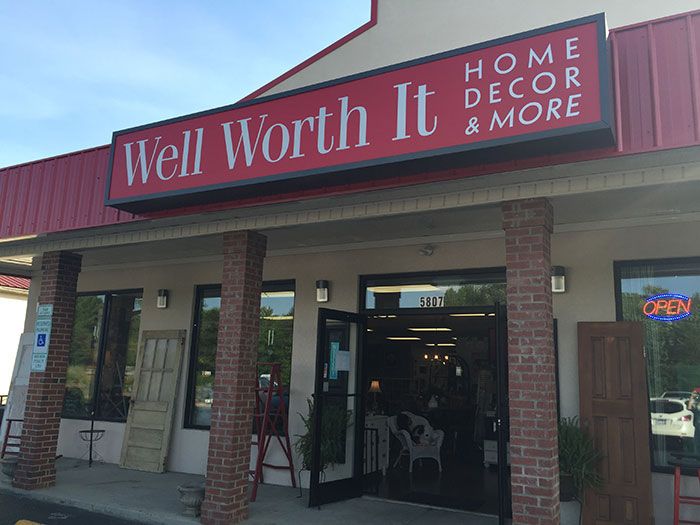 Well Worth It
HOME
DECOR
& MORE
5807
OPEN